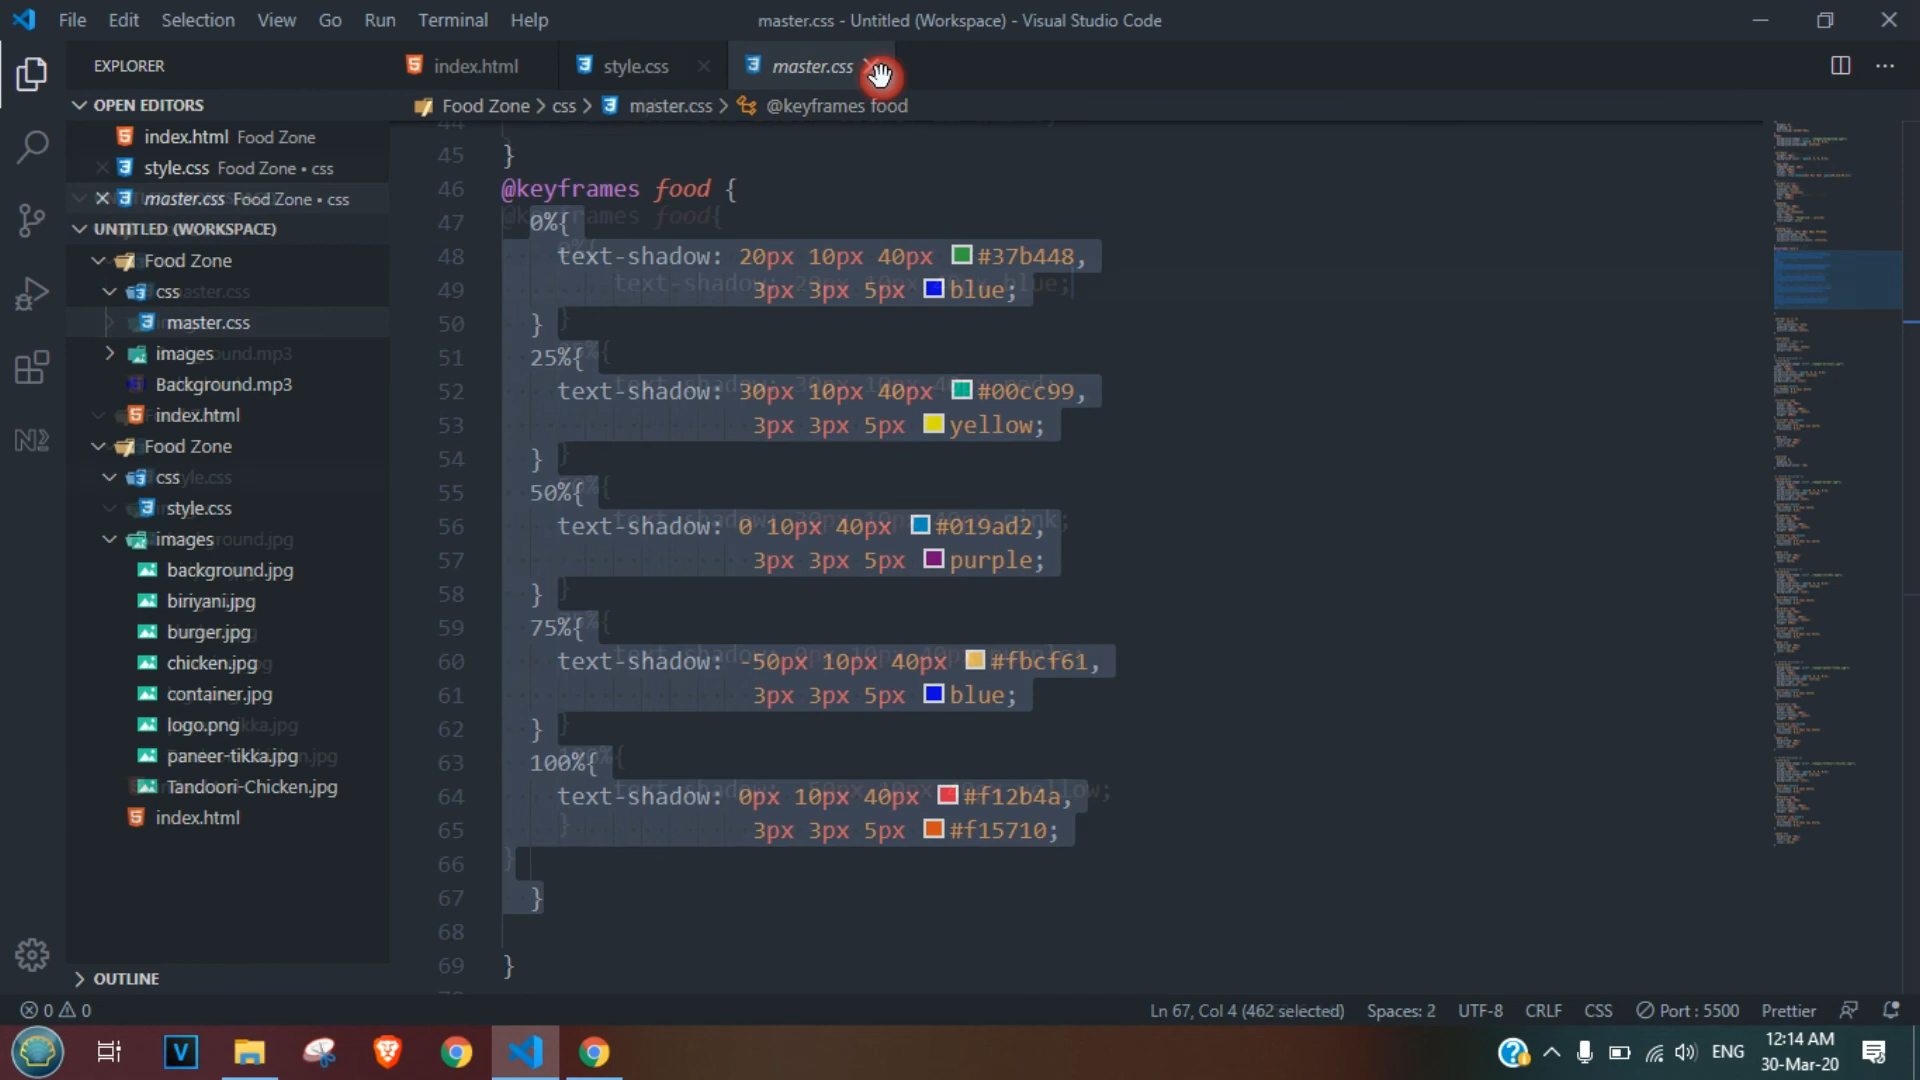 File Edit Selection View Go Run Terminal Help
master.css - Untitled (Workspace) - Visual Studio Code
EXPLORER
index.html
style.css
master.css
OPEN EDITORS
index.html Food Zone
style.css Food Zone • css
master.css Food Zone • css
UNTITLED (WORKSPACE)
Food Zone
css
master.css
images
Background.mp3
index.html
Food Zone
css
style.css
images
background.jpg
biriyani.jpg
burger.jpg
chicken.jpg
container.jpg
logo.png
paneer-tikka.jpg
Tandoori-Chicken.jpg
index.html
OUTLINE
Food Zone > css > master.css > @keyframes food
45 }
46 @keyframes food {
47 0%{
48 text-shadow: 20px 10px 40px #37b448,
49 3px 3px 5px blue;
50 }
51 25%{
52 text-shadow: 30px 10px 40px #00cc99,
53 3px 3px 5px yellow;
54 }
55 50%{
56 text-shadow: 0 10px 40px #019ad2,
57 3px 3px 5px purple;
58 }
59 75%{
60 text-shadow: -50px 10px 40px #fbcf61,
61 3px 3px 5px blue;
62 }
63 100%{
64 text-shadow: 0px 10px 40px #f12b4a,
65 3px 3px 5px #f15710;
66
67 }
68
69 }
0 0
Ln 67, Col 4 (462 selected) Spaces: 2 UTF-8 CRLF CSS Port : 5500 Prettier
ENG
12:14 AM
30-Mar-20